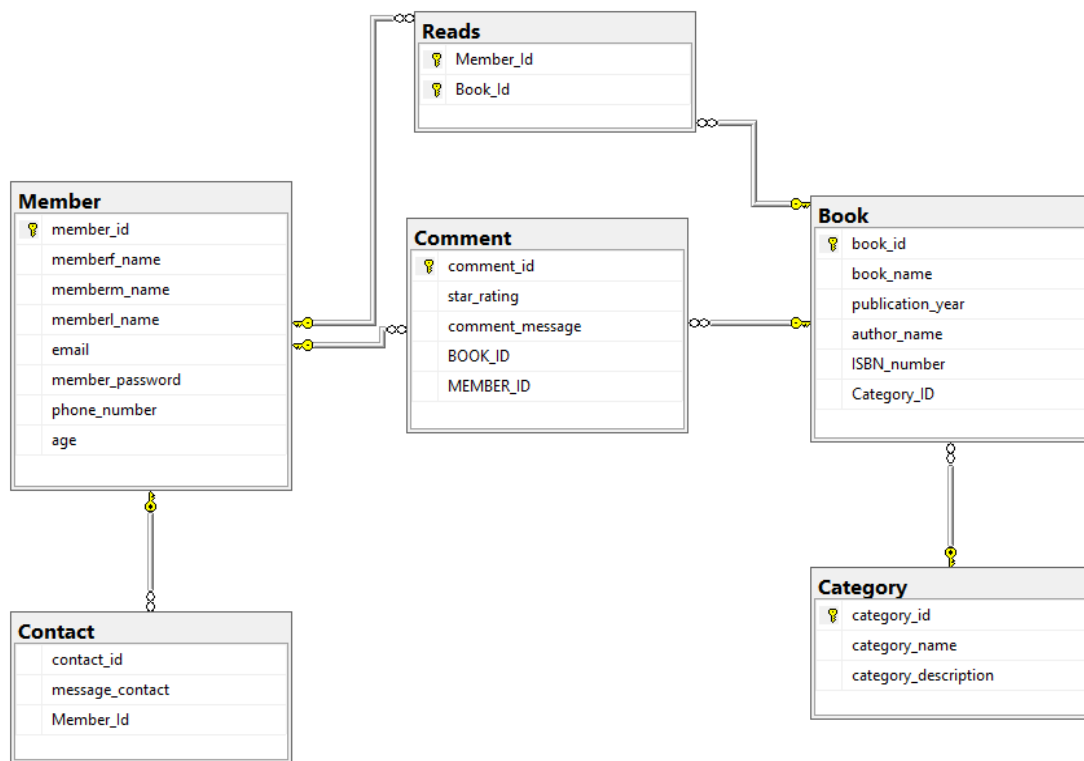 Reads
Member_Id
Book_Id
Member
member_id
memberf_name
memberm_name
memberl_name
email
member_password
phone_number
age
Comment
comment_id
star_rating
comment_message
BOOK_ID
MEMBER_ID
Book
book_id
book_name
publication_year
author_name
ISBN_number
Category_ID
Contact
contact_id
message_contact
Member_Id
Category
category_id
category_name
category_description